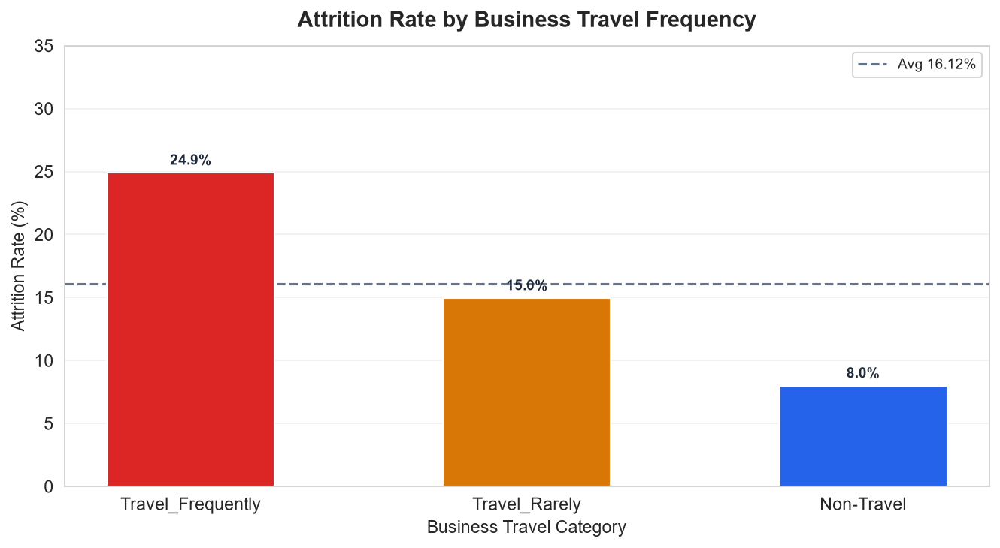 Attrition Rate by Business Travel Frequency
Avg 16.12%
Attrition Rate (%)
35
30
25
20
15
10
5
0
24.9%
15.0%
8.0%
Travel_Frequently
Travel_Rarely
Non-Travel
Business Travel Category